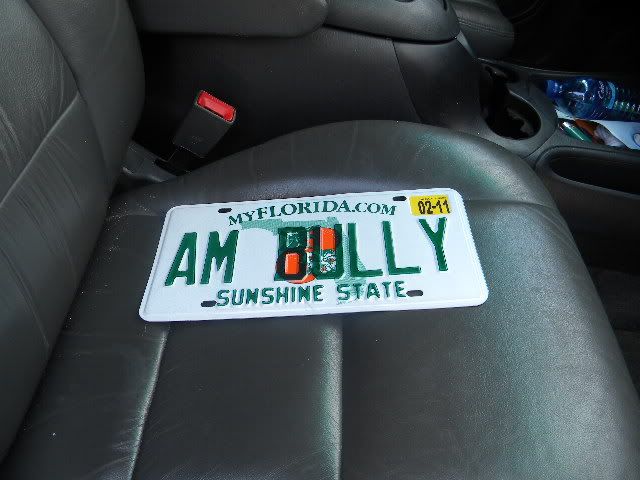 MYFLORIDA.COM
02-11
AM BULLY
SUNSHINE STATE